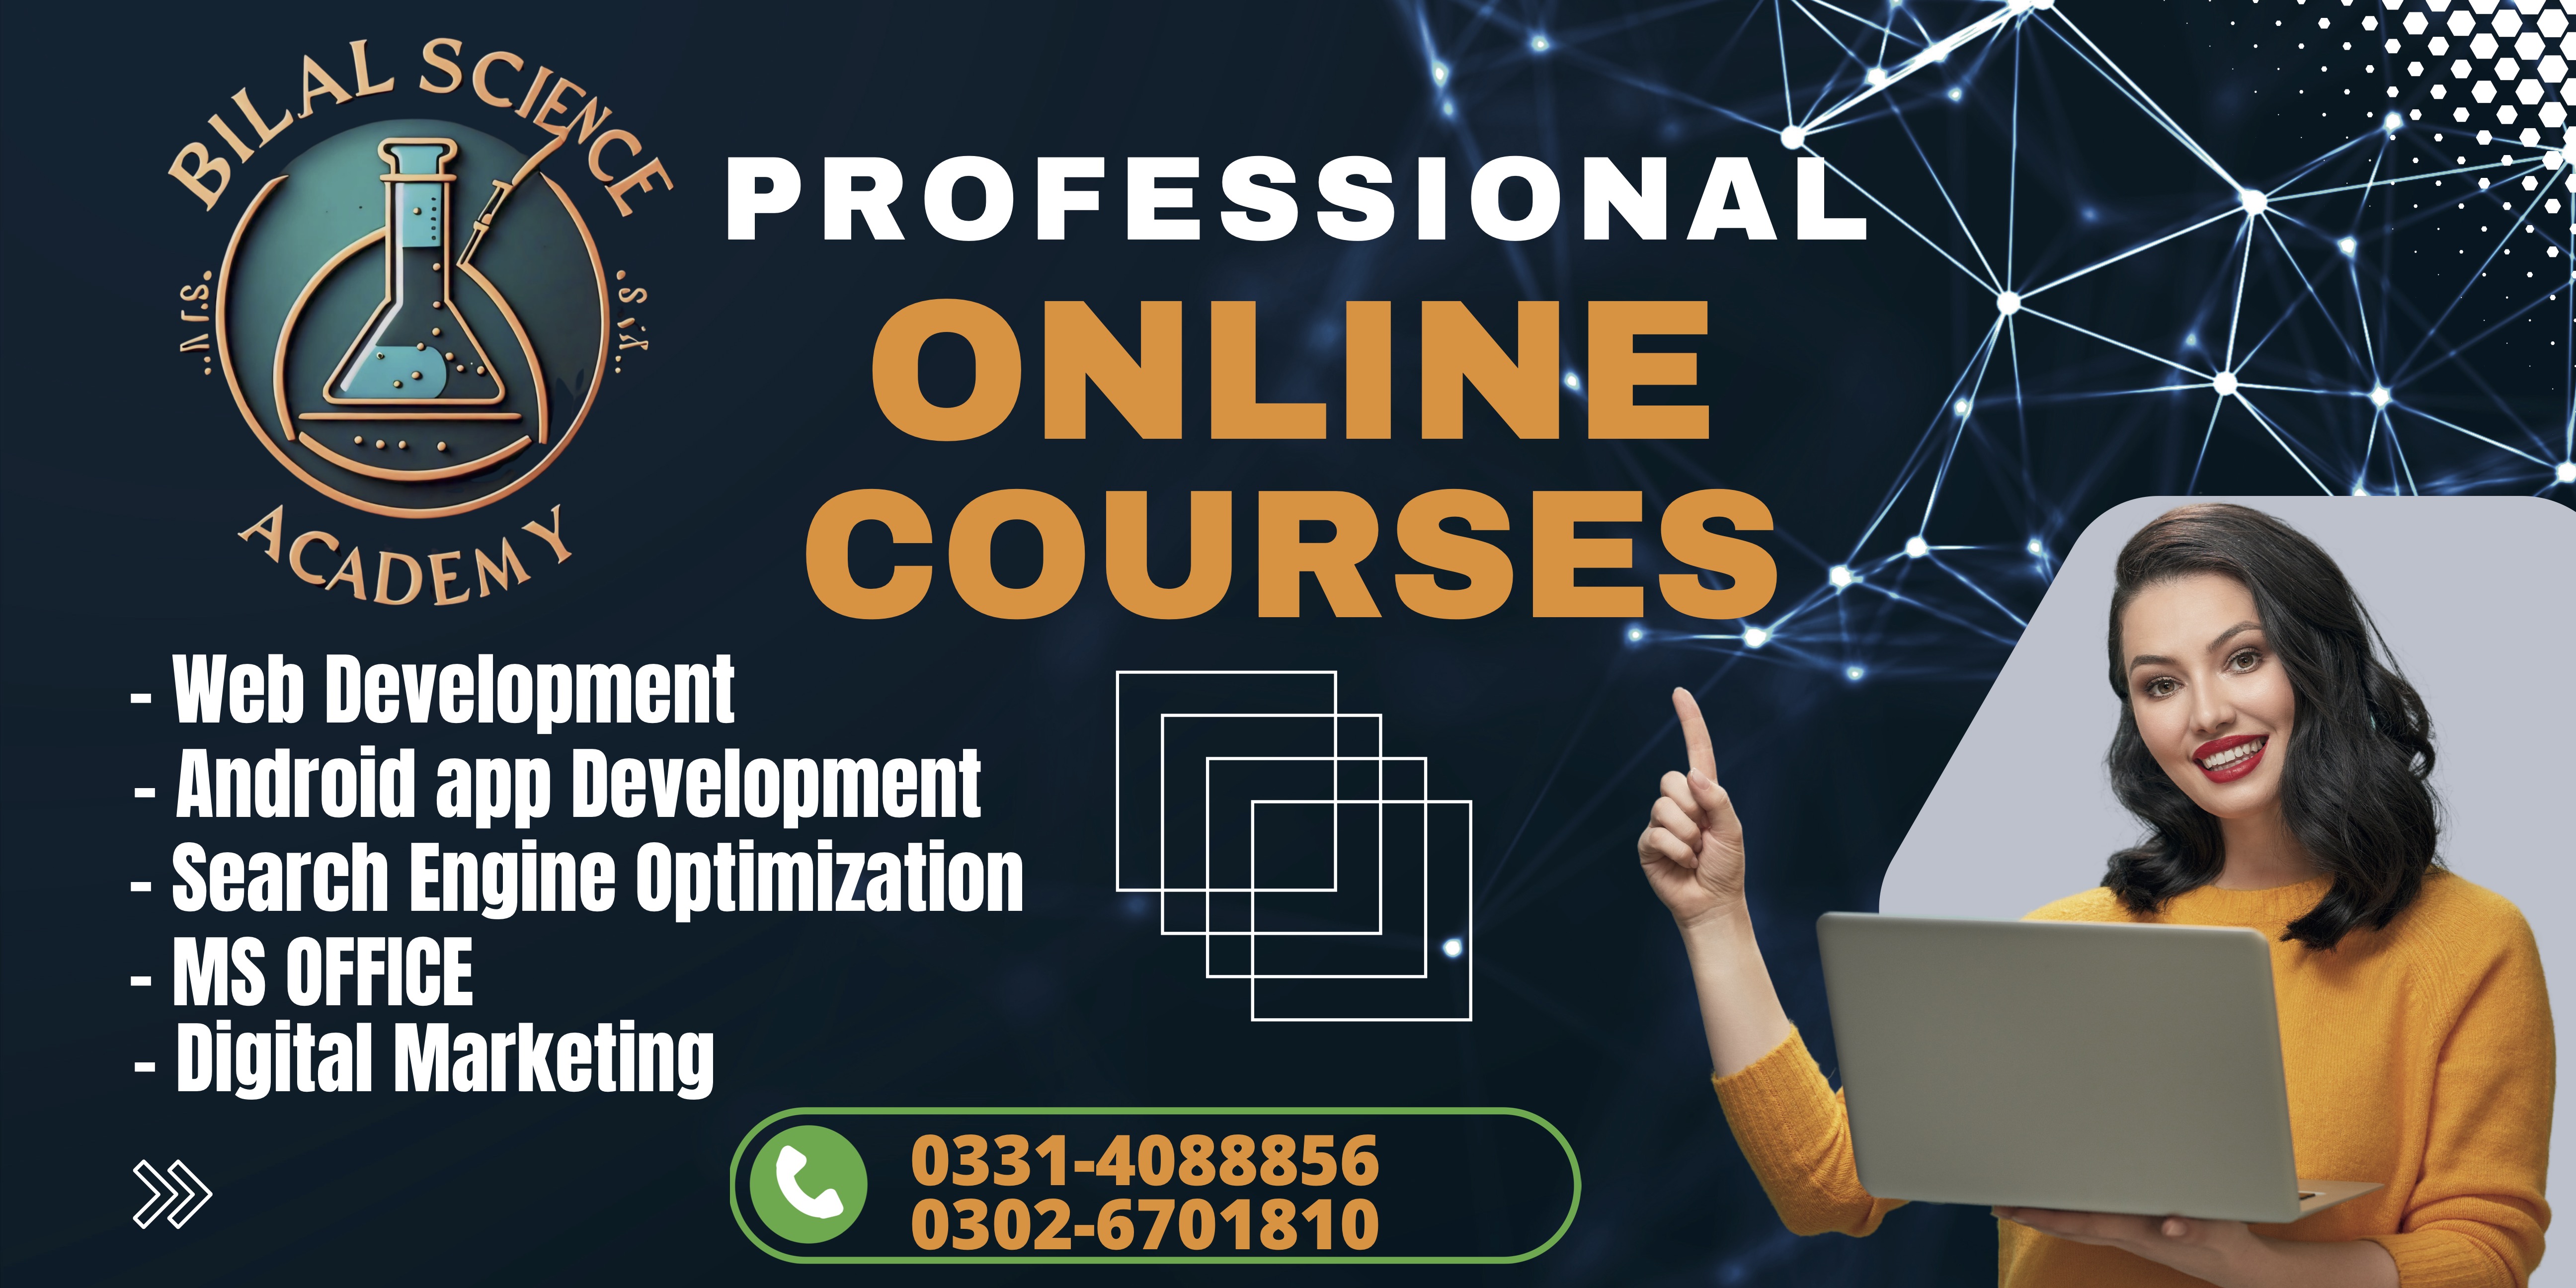 BILAL SCIENCE
ACADEMY
PROFESSIONAL
ONLINE
COURSES
- Web Development
- Android app Development
- Search Engine Optimization
- MS OFFICE
- Digital Marketing
0331-4088856
0302-6701810